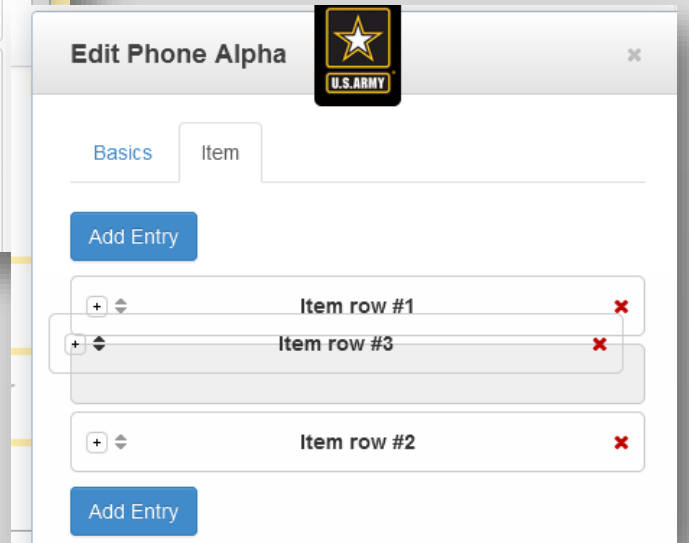 Edit Phone Alpha
U.S.ARMY
Basics
Item
Add Entry
Item row #1
Item row #3
Item row #2
Add Entry